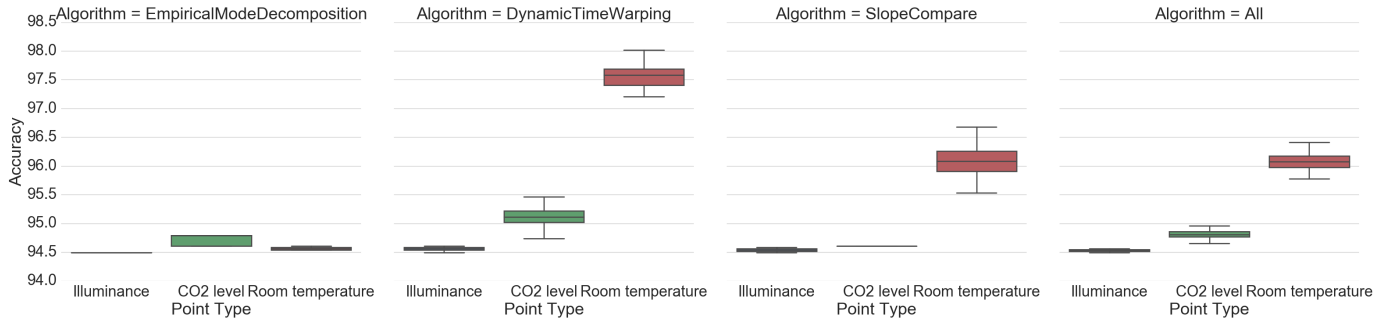 Algorithm = EmpiricalModeDecomposition Algorithm = DynamicTimeWarping Algorithm = SlopeCompare Algorithm = All
98.5
98.0
97.5
97.0
96.5
96.0
95.5
95.0
94.5
94.0
Accuracy
Illuminance CO2 level Room temperature Illuminance CO2 level Room temperature Illuminance CO2 level Room temperature Illuminance CO2 level Room temperature
Point Type Point Type Point Type Point Type